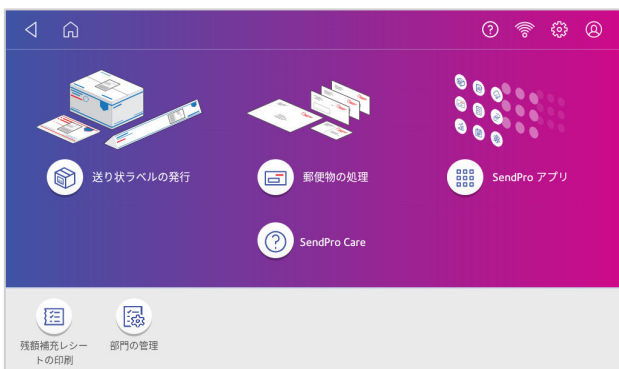 送り状ラベルの発行
郵便物の処理
SendPro アプリ
SendPro Care
残額補充レシー
トの印刷
部門の管理